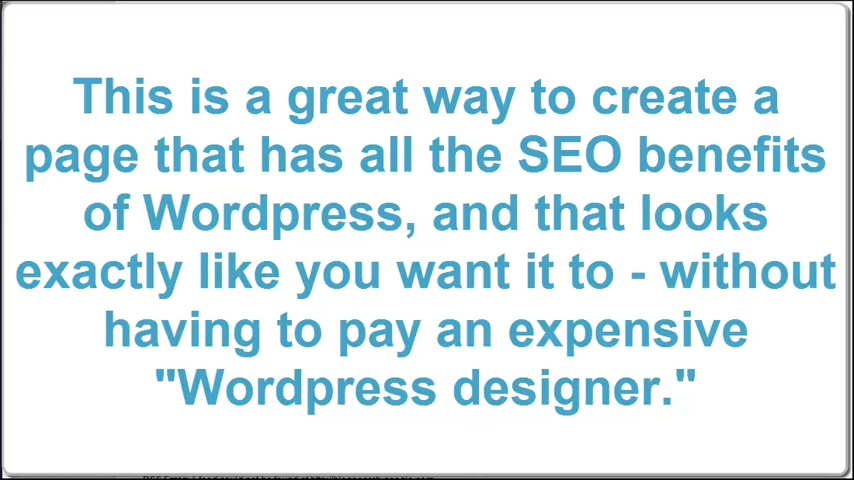 This is a great way to create a
page that has all the SEO benefits
of Wordpress, and that looks
exactly like you want it to - without
having to pay an expensive
"Wordpress designer."